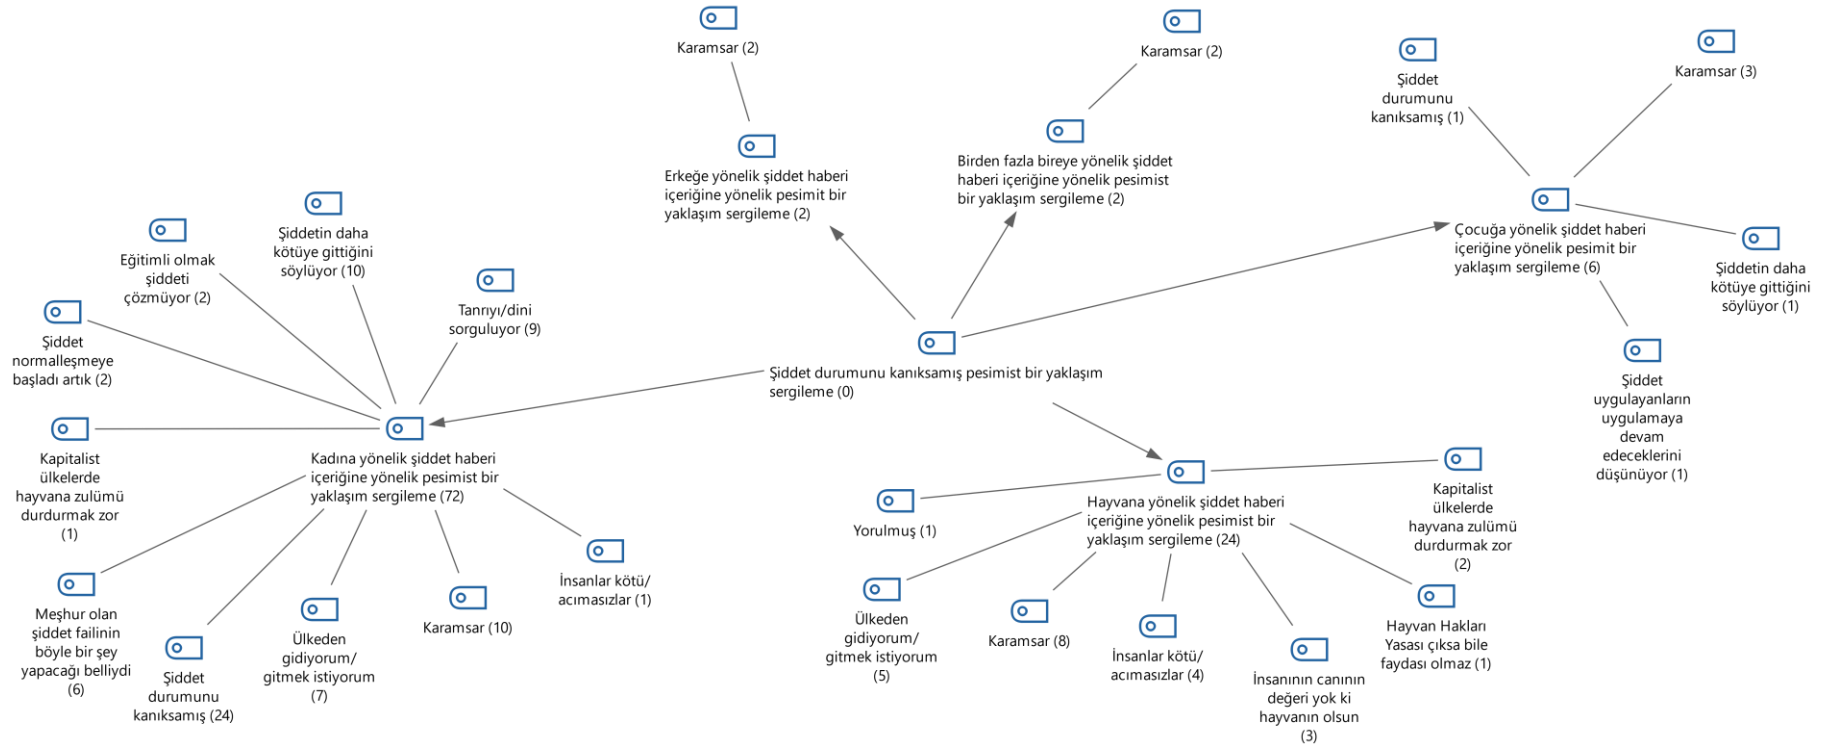 Karamsar (2)
Karamsar (2)
Şiddet
durumunu
kanıksamış (1)
Karamsar (3)
Erkeğe yönelik şiddet haberi
içeriğine yönelik pesimit bir
yaklaşım sergileme (2)
Birden fazla bireye yönelik şiddet
haberi içeriğine yönelik pesimist
bir yaklaşım sergileme (2)
Çocuğa yönelik şiddet haberi
içeriğine yönelik pesimit bir
yaklaşım sergileme (6)
Şiddetin daha
kötüye gittiğini
söylüyor (1)
Şiddet
uygulayanların
uygulamaya
devam
edeceklerini
düşünüyor (1)
Şiddetin daha
kötüye gittiğini
söylüyor (10)
Eğitimli olmak
şiddeti
çözmüyor (2)
Tanrıyı/dini
sorguluyor (9)
Şiddet
normalleşmeye
başladı artık (2)
Şiddet durumunu kanıksamış pesimist bir yaklaşım
sergileme (0)
Kapitalist
ülkelerde
hayvana zulümü
durdurmak zor
(1)
Kadına yönelik şiddet haberi
içeriğine yönelik pesimist bir
yaklaşım sergileme (72)
Meşhur olan
şiddet failinin
böyle bir şey
yapacağı belliydi
(6)
Şiddet
durumunu
kanıksamış (24)
Ülkeden
gidiyorum/
gitmek istiyorum
(7)
Karamsar (10)
İnsanlar kötü/
acımasızlar (1)
Hayvana yönelik şiddet haberi
içeriğine yönelik pesimist bir
yaklaşım sergileme (24)
Yorulmuş (1)
Kapitalist
ülkelerde
hayvana zulümü
durdurmak zor
(2)
Ülkeden
gidiyorum/
gitmek istiyorum
(5)
Karamsar (8)
İnsanlar kötü/
acımasızlar (4)
İnsanının canının
değeri yok ki
hayvanın olsun
(3)
Hayvan Hakları
Yasası çıksa bile
faydası olmaz (1)